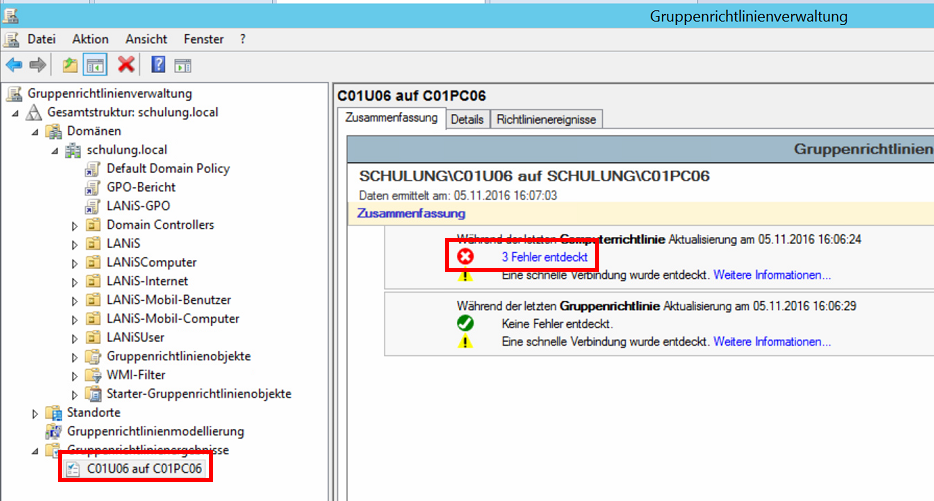 Gruppenrichtlinienverwaltung
Datei Aktion Ansicht Fenster ?
Gruppenrichtlinienverwaltung
Gesamtstruktur: schulung.local
Domänen
schulung.local
Default Domain Policy
GPO-Bericht
LANiS-GPO
Domain Controllers
LANiS
LANiSComputer
LANiS-Internet
LANiS-Mobil-Benutzer
LANiS-Mobil-Computer
LANiSUser
Gruppenrichtlinienobjekte
WMI-Filter
Starter-Gruppenrichtlinienobjekte
Standorte
Gruppenrichtlinienmodellierung
Gruppenrichtlinienergebnisse
C01U06 auf C01PC06
C01U06 auf C01PC06
Zusammenfassung Details Richtlinienereignisse
Gruppenrichtlinien
SCHULUNG\C01U06 auf SCHULUNG\C01PC06
Daten ermittelt am: 05.11.2016 16:07:03
Zusammenfassung
Während der letzten Computerrichtlinie Aktualisierung am 05.11.2016 16:06:24
3 Fehler entdeckt
Eine schnelle Verbindung wurde entdeckt. Weitere Informationen...
Während der letzten Gruppenrichtlinie Aktualisierung am 05.11.2016 16:06:29
Keine Fehler entdeckt.
Eine schnelle Verbindung wurde entdeckt. Weitere Informationen...